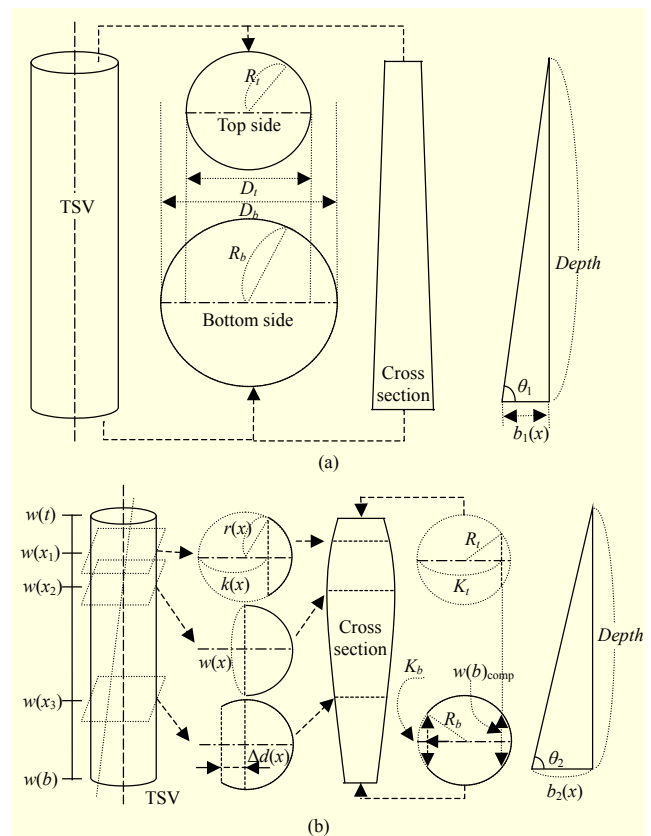 R_t
Top side
TSV
D_t
D_b
R_b
Depth
Bottom side
Cross
section
θ_1
b_1(x)
(a)
w(t)
r(x)
w(x_1)
R_t
k(x)
K_t
w(x_2)
Cross
section
Depth
w(x)
K_b
w(b)_comp
w(x_3)
R_b
Δd(x)
θ_2
w(b)
TSV
b_2(x)
(b)